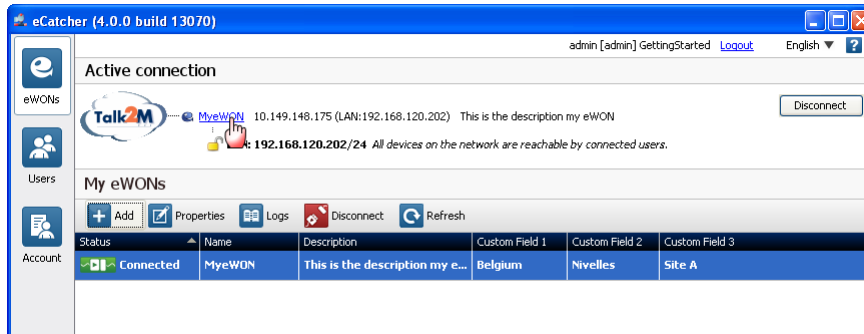 eCatcher (4.0.0 build 13070)
admin [admin] GettingStarted Logout English ▼ ?
Active connection
eWONs
Talk2M
MyeWON 10.149.148.175 (LAN:192.168.120.202) This is the description my eWON
Disconnect
: 192.168.120.202/24 All devices on the network are reachable by connected users.
Users
My eWONs
Add Properties Logs Disconnect Refresh
Status Name Description Custom Field 1 Custom Field 2 Custom Field 3
Account
Connected MyeWON This is the description my e... Belgium Nivelles Site A